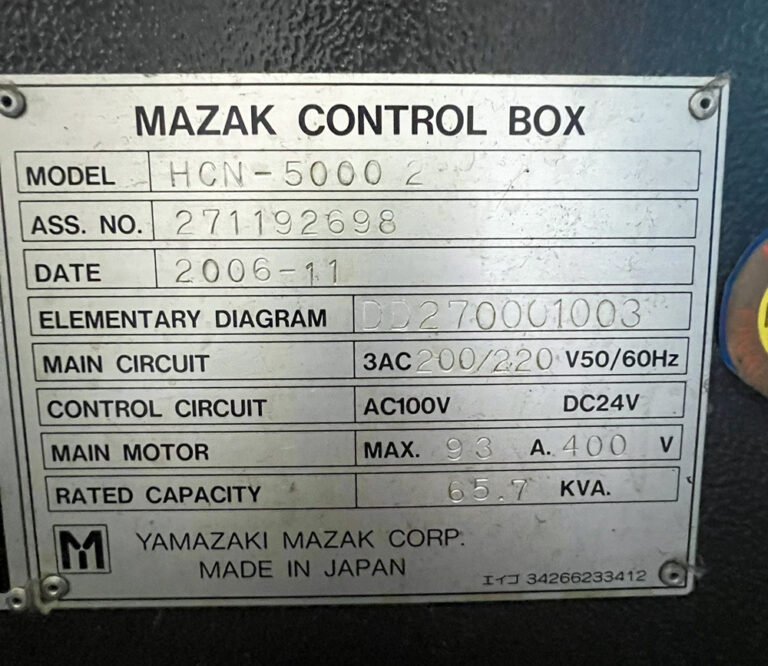 MAZAK CONTROL BOX
MODEL HCN-5000 2
ASS. NO. 271192698
DATE 2006-11
ELEMENTARY DIAGRAM DD270001003
MAIN CIRCUIT 3AC 200/220 V50/60Hz
CONTROL CIRCUIT AC100V DC24V
MAIN MOTOR MAX. 93 A. 400 V
RATED CAPACITY 65.7 KVA.
YAMAZAKI MAZAK CORP.
MADE IN JAPAN
エイコ 34266233412